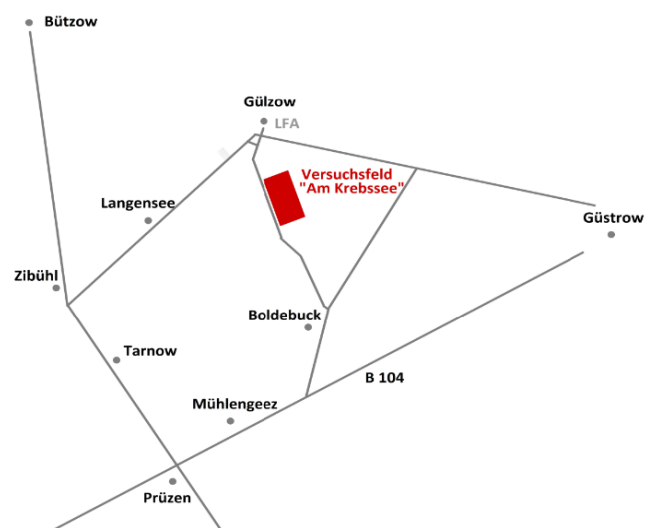 Bützow
Gülzow
LFA
Versuchsfeld
"Am Krebssee"
Langensee
Güstrow
Zibühl
Boldebuck
Tarnow
B 104
Mühlengeez
Prüzen